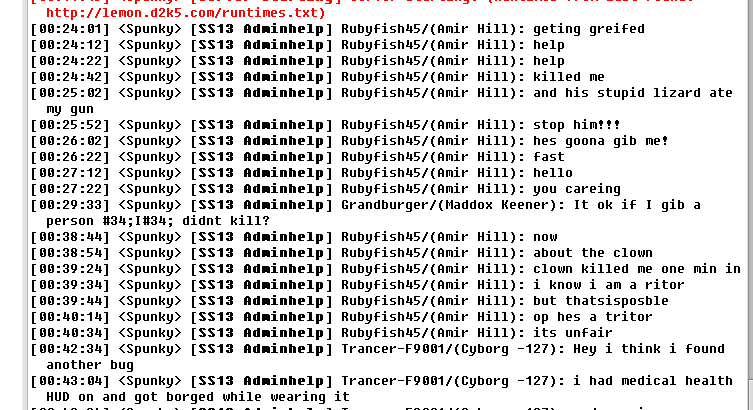 http://lemon.d2k5.com/runtimes.txt)
[00:24:01] <Spunky> [SS13 Adminhelp] Rubyfish45/(Amir Hill): geting greifed
[00:24:12] <Spunky> [SS13 Adminhelp] Rubyfish45/(Amir Hill): help
[00:24:22] <Spunky> [SS13 Adminhelp] Rubyfish45/(Amir Hill): help
[00:24:42] <Spunky> [SS13 Adminhelp] Rubyfish45/(Amir Hill): killed me
[00:25:02] <Spunky> [SS13 Adminhelp] Rubyfish45/(Amir Hill): and his stupid lizard ate
my gun
[00:25:52] <Spunky> [SS13 Adminhelp] Rubyfish45/(Amir Hill): stop him!!!
[00:26:02] <Spunky> [SS13 Adminhelp] Rubyfish45/(Amir Hill): hes goona gib me!
[00:26:22] <Spunky> [SS13 Adminhelp] Rubyfish45/(Amir Hill): fast
[00:27:12] <Spunky> [SS13 Adminhelp] Rubyfish45/(Amir Hill): hello
[00:27:22] <Spunky> [SS13 Adminhelp] Rubyfish45/(Amir Hill): you careing
[00:29:33] <Spunky> [SS13 Adminhelp] Grandburger/(Maddox Keener): It ok if I gib a
person #34;I#34; didnt kill?
[00:38:44] <Spunky> [SS13 Adminhelp] Rubyfish45/(Amir Hill): now
[00:38:54] <Spunky> [SS13 Adminhelp] Rubyfish45/(Amir Hill): about the clown
[00:39:24] <Spunky> [SS13 Adminhelp] Rubyfish45/(Amir Hill): clown killed me one min in
[00:39:34] <Spunky> [SS13 Adminhelp] Rubyfish45/(Amir Hill): i know i am a ritor
[00:39:44] <Spunky> [SS13 Adminhelp] Rubyfish45/(Amir Hill): but thatsisposble
[00:40:14] <Spunky> [SS13 Adminhelp] Rubyfish45/(Amir Hill): op hes a tritor
[00:40:34] <Spunky> [SS13 Adminhelp] Rubyfish45/(Amir Hill): its unfair
[00:42:34] <Spunky> [SS13 Adminhelp] Trancer-F9001/(Cyborg -127): Hey i think i found
another bug
[00:43:04] <Spunky> [SS13 Adminhelp] Trancer-F9001/(Cyborg -127): i had medical health
HUD on and got borged while wearing it